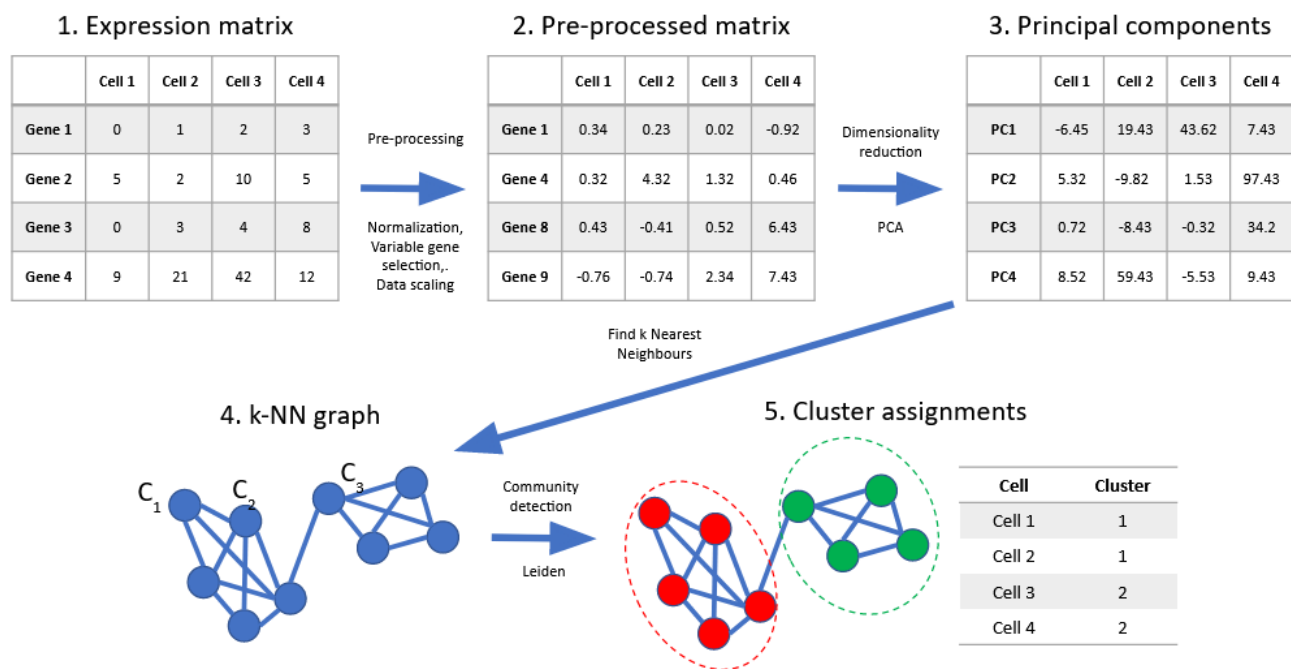 1. Expression matrix
Cell 1 Cell 2 Cell 3 Cell 4
Gene 1 0 1 2 3
Gene 2 5 2 10 5
Gene 3 0 3 4 8
Gene 4 9 21 42 12
Pre-processing
Normalization,
Variable gene
selection,.
Data scaling
2. Pre-processed matrix
Cell 1 Cell 2 Cell 3 Cell 4
Gene 1 0.34 0.23 0.02 -0.92
Gene 4 0.32 4.32 1.32 0.46
Gene 8 0.43 -0.41 0.52 6.43
Gene 9 -0.76 -0.74 2.34 7.43
Dimensionality
reduction
PCA
3. Principal components
Cell 1 Cell 2 Cell 3 Cell 4
PC1 -6.45 19.43 43.62 7.43
PC2 5.32 -9.82 1.53 97.43
PC3 0.72 -8.43 -0.32 34.2
PC4 8.52 59.43 -5.53 9.43
Find k Nearest
Neighbours
4. k-NN graph
C1
C2
C3
Community
detection
Leiden
5. Cluster assignments
Cell Cluster
Cell 1 1
Cell 2 1
Cell 3 2
Cell 4 2